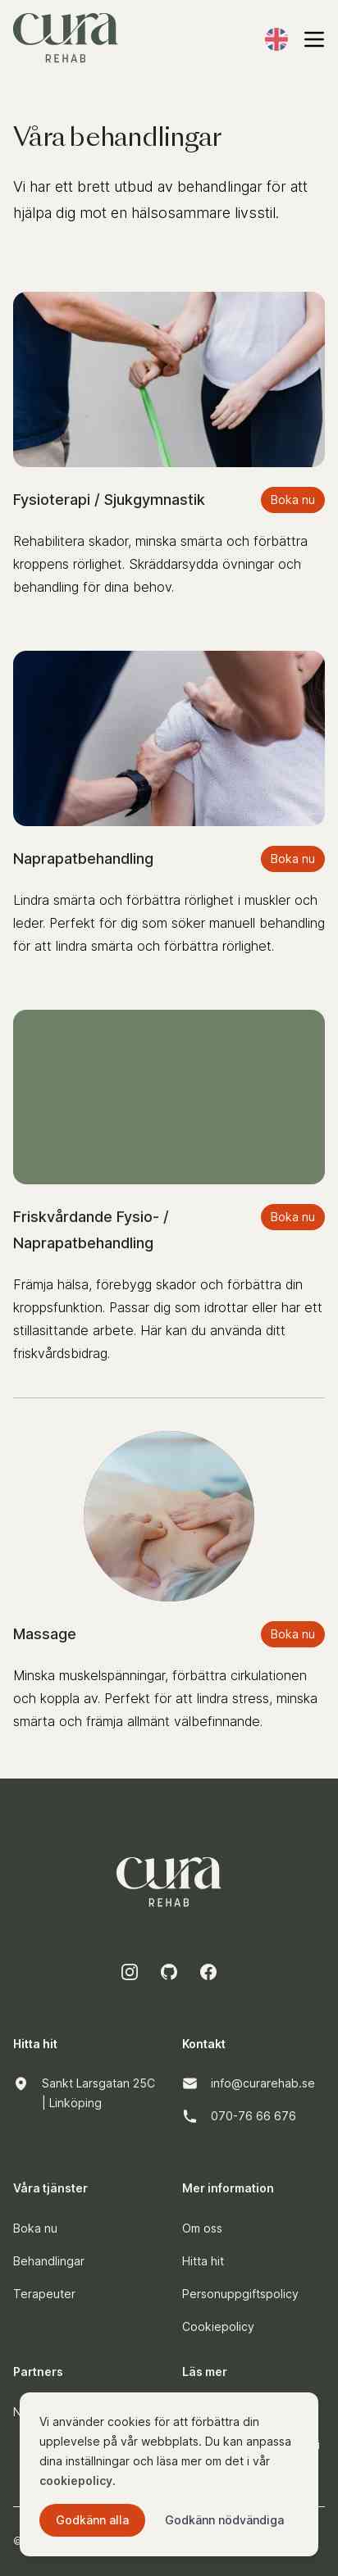 cura
REHAB
Våra behandlingar
Vi har ett brett utbud av behandlingar för att
hjälpa dig mot en hälsosammare livsstil.
Fysioterapi / Sjukgymnastik
Boka nu
Rehabilitera skador, minska smärta och förbättra
kroppens rörlighet. Skräddarsydda övningar och
behandling för dina behov.
Naprapatbehandling
Boka nu
Lindra smärta och förbättra rörlighet i muskler och
leder. Perfekt för dig som söker manuell behandling
för att lindra smärta och förbättra rörlighet.
Friskvårdande Fysio- /
Naprapatbehandling
Boka nu
Främja hälsa, förebygg skador och förbättra din
kroppsfunktion. Passar dig som idrottar eller har ett
stillasittande arbete. Här kan du använda ditt
friskvårdsbidrag.
Massage
Boka nu
Minska muskelspänningar, förbättra cirkulationen
och koppla av. Perfekt för att lindra stress, minska
smärta och främja allmänt välbefinnande.
cura
REHAB
Hitta hit
Sankt Larsgatan 25C
| Linköping
Kontakt
info@curarehab.se
070-76 66 676
Våra tjänster
Boka nu
Behandlingar
Terapeuter
Mer information
Om oss
Hitta hit
Personuppgiftspolicy
Cookiepolicy
Partners
Läs mer
Vi använder cookies för att förbättra din
upplevelse på vår webbplats. Du kan anpassa
dina inställningar och läsa mer om det i vår
cookiepolicy.
Godkänn alla
Godkänn nödvändiga